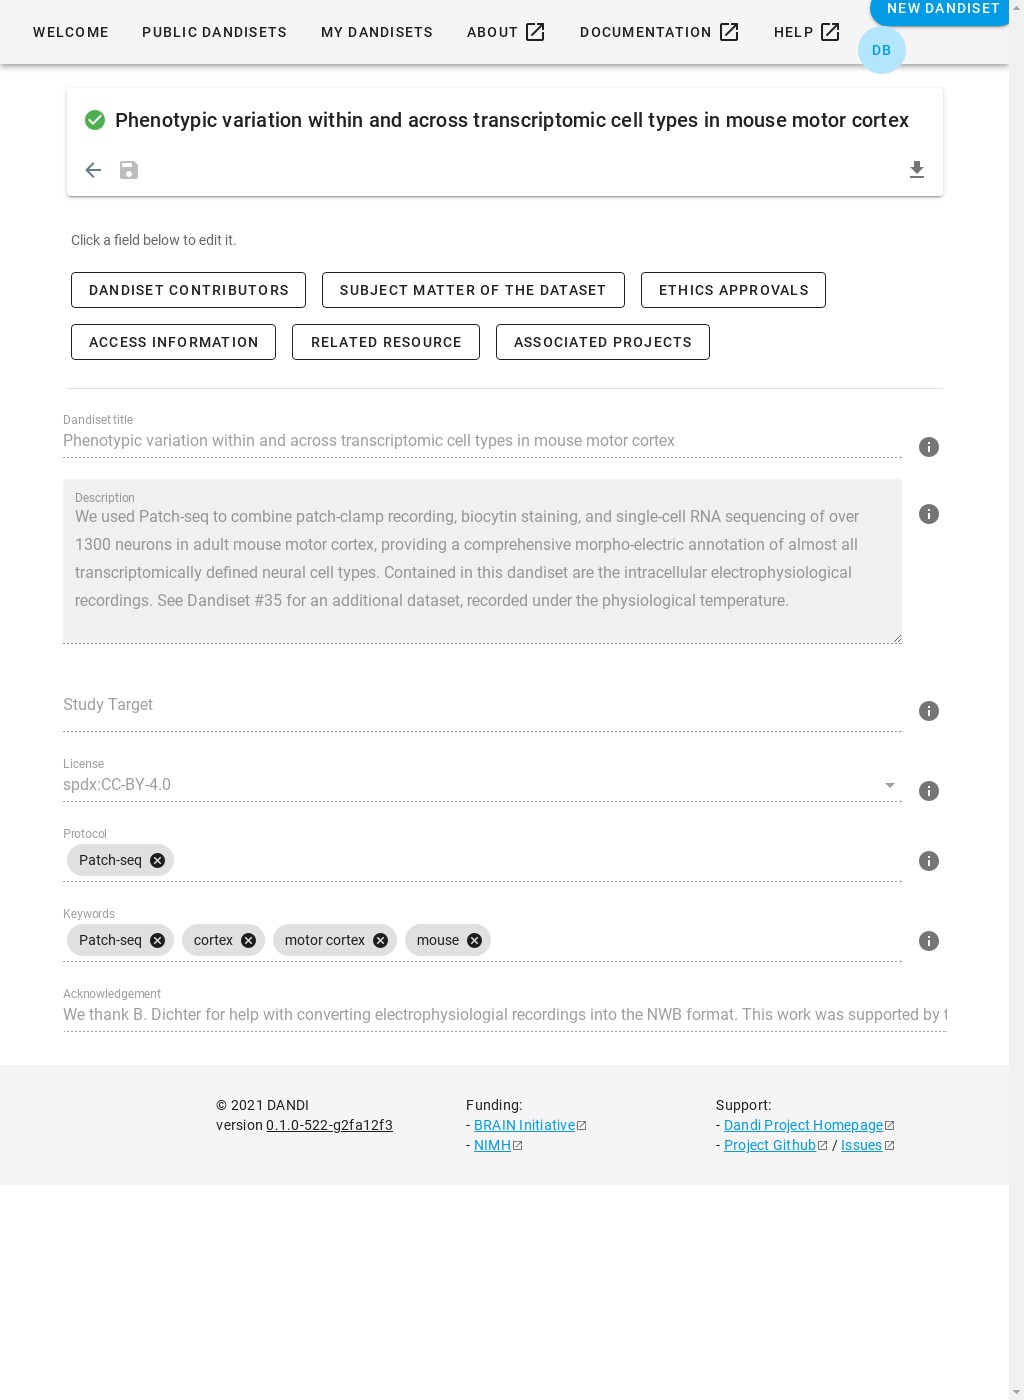 WELCOME PUBLIC DANDISETS MY DANDISETS ABOUT DOCUMENTATION HELP NEW DANDISET
DB
Phenotypic variation within and across transcriptomic cell types in mouse motor cortex
Click a field below to edit it.
DANDISET CONTRIBUTORS SUBJECT MATTER OF THE DATASET ETHICS APPROVALS
ACCESS INFORMATION RELATED RESOURCE ASSOCIATED PROJECTS
Dandiset title
Phenotypic variation within and across transcriptomic cell types in mouse motor cortex
Description
We used Patch-seq to combine patch-clamp recording, biocytin staining, and single-cell RNA sequencing of over
1300 neurons in adult mouse motor cortex, providing a comprehensive morpho-electric annotation of almost all
transcriptomically defined neural cell types. Contained in this dandiset are the intracellular electrophysiological
recordings. See Dandiset #35 for an additional dataset, recorded under the physiological temperature.
Study Target
License
spdx:CC-BY-4.0
Protocol
Patch-seq
Keywords
Patch-seq cortex motor cortex mouse
Acknowledgement
We thank B. Dichter for help with converting electrophysiologial recordings into the NWB format. This work was supported by t
© 2021 DANDI Funding: Support:
version 0.1.0-522-g2fa12f3 - BRAIN Initiative - Dandi Project Homepage
- NIMH - Project Github / Issues